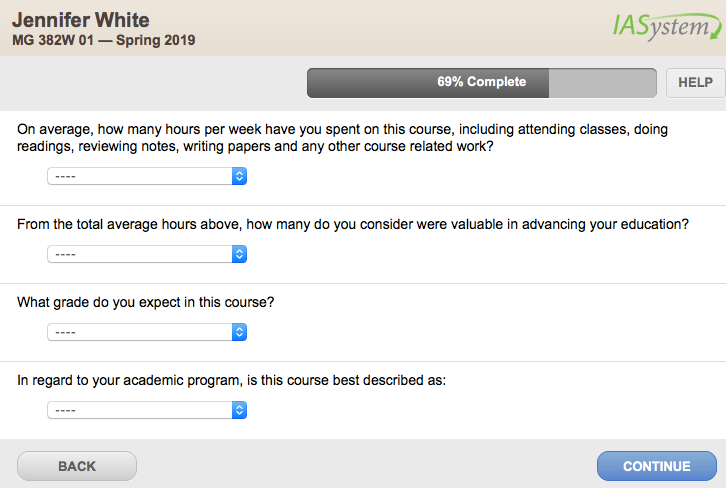 Jennifer White
MG 382W 01 — Spring 2019
IASystem
69% Complete
HELP
On average, how many hours per week have you spent on this course, including attending classes, doing
readings, reviewing notes, writing papers and any other course related work?
----
From the total average hours above, how many do you consider were valuable in advancing your education?
----
What grade do you expect in this course?
----
In regard to your academic program, is this course best described as:
----
BACK
CONTINUE